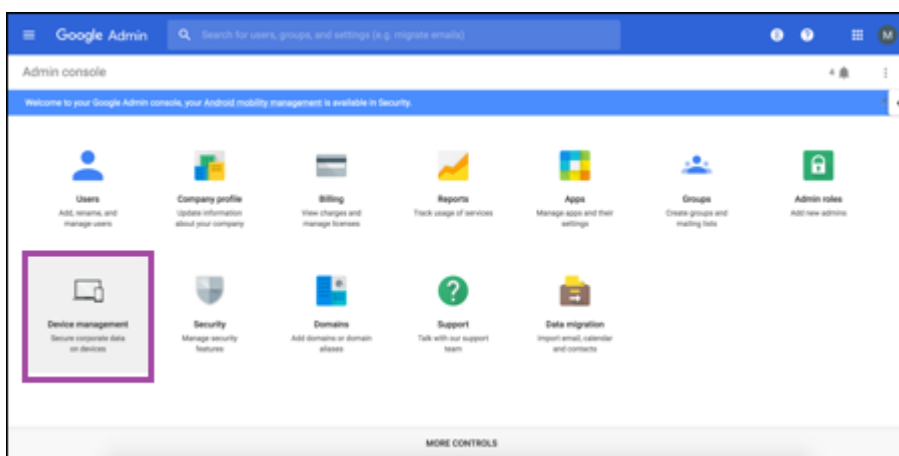 Google Admin
Search for users, groups, and settings (e.g. migrate emails)
M
Admin console
4
Welcome to your Google Admin console, your Android mobility management is available in Security.
Users
Add, rename, and
manage users
Company profile
Update information
about your company
Billing
View charges and
manage licenses
Reports
Track usage of services
Apps
Manage apps and their
settings
Groups
Create groups and
mailing lists
Admin roles
Add new admins
Device management
Secure corporate data
on devices
Security
Manage security
features
Domains
Add domains or domain
aliases
?
Support
Talk with our support
team
Data migration
Import email, calendar
and contacts
MORE CONTROLS